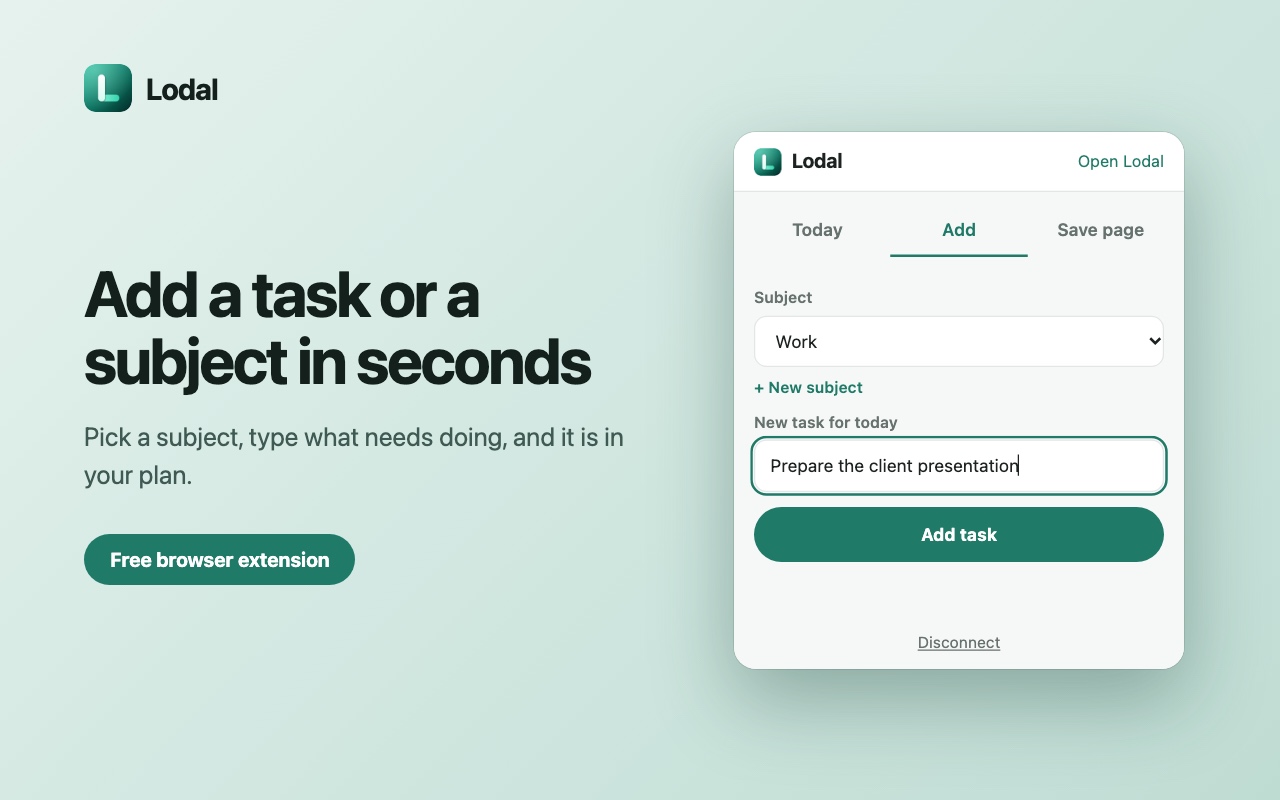 Lodal
Add a task or a
subject in seconds
Pick a subject, type what needs doing, and it is in
your plan.
Free browser extension
Lodal
Open Lodal
Today
Add
Save page
Subject
Work
+ New subject
New task for today
Prepare the client presentation
Add task
Disconnect